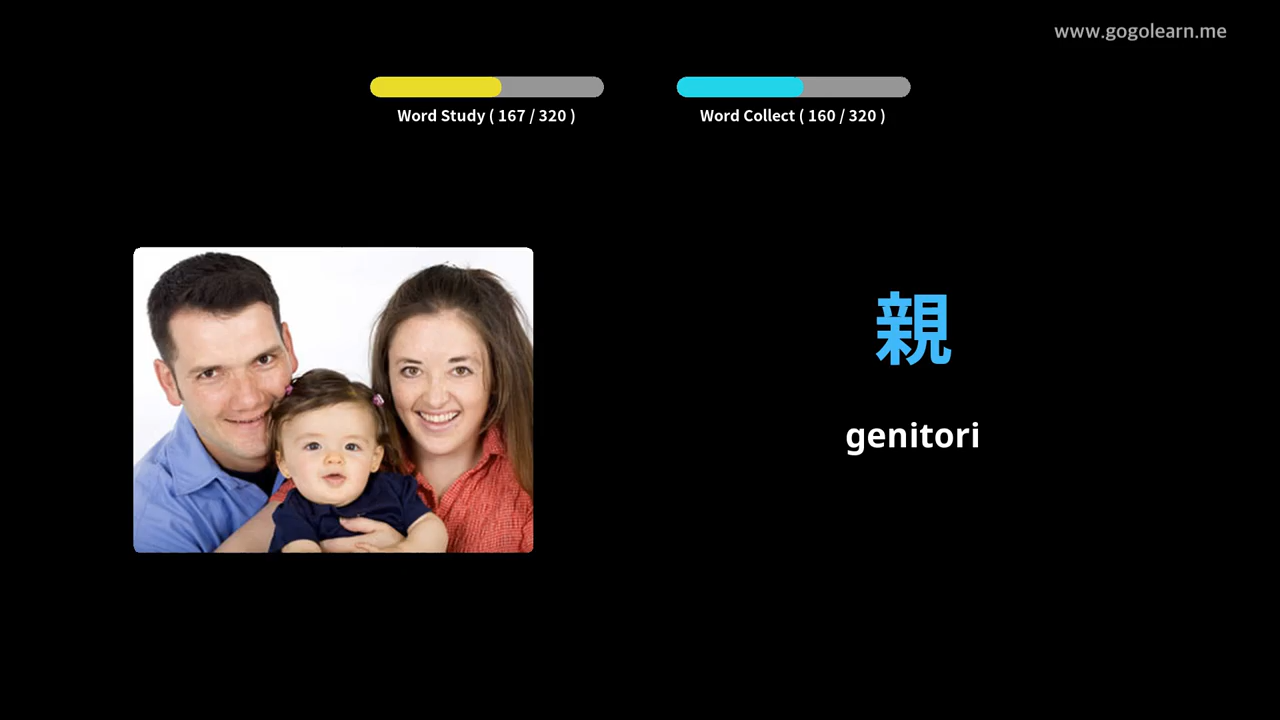 www.gogolearn.me
Word Study ( 167 / 320 )
Word Collect ( 160 / 320 )
親
genitori